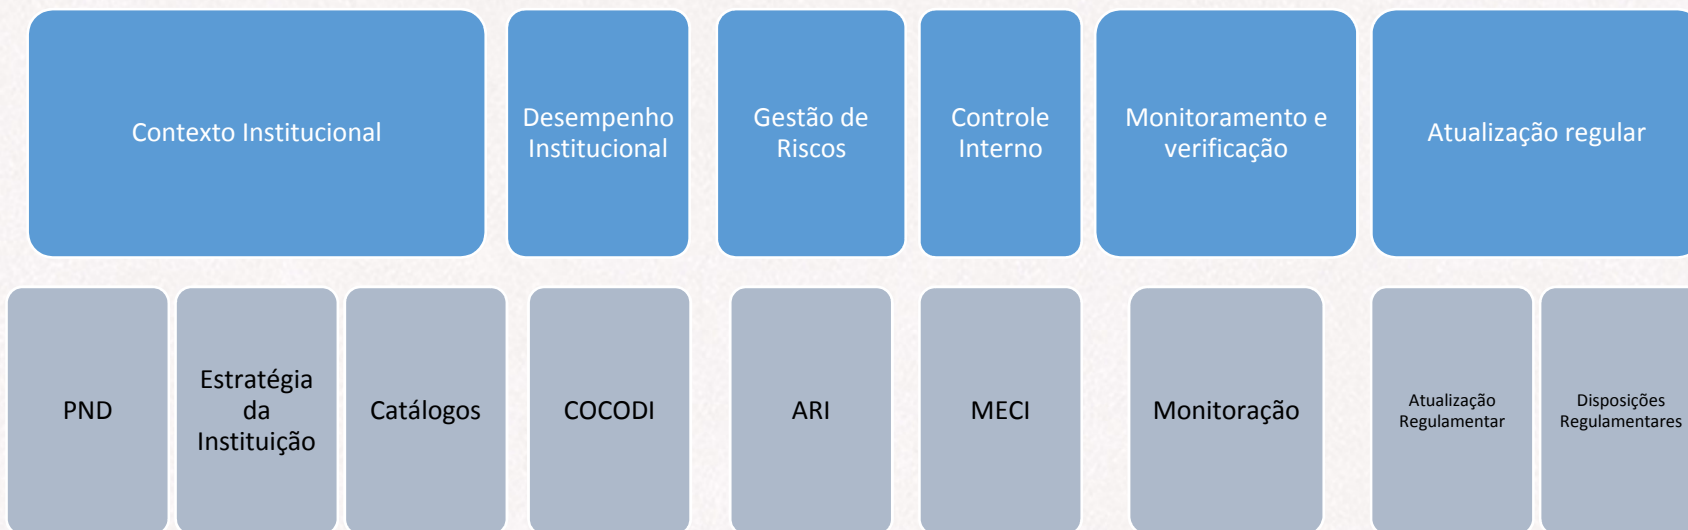 Contexto Institucional
Desempenho
Institucional
Gestão de
Riscos
Controle
Interno
Monitoramento e
verificação
Atualização regular
PND
Estratégia
da
Instituição
Catálogos
COCODI
ARI
MECI
Monitoração
Atualização
Regulamentar
Disposições
Regulamentares